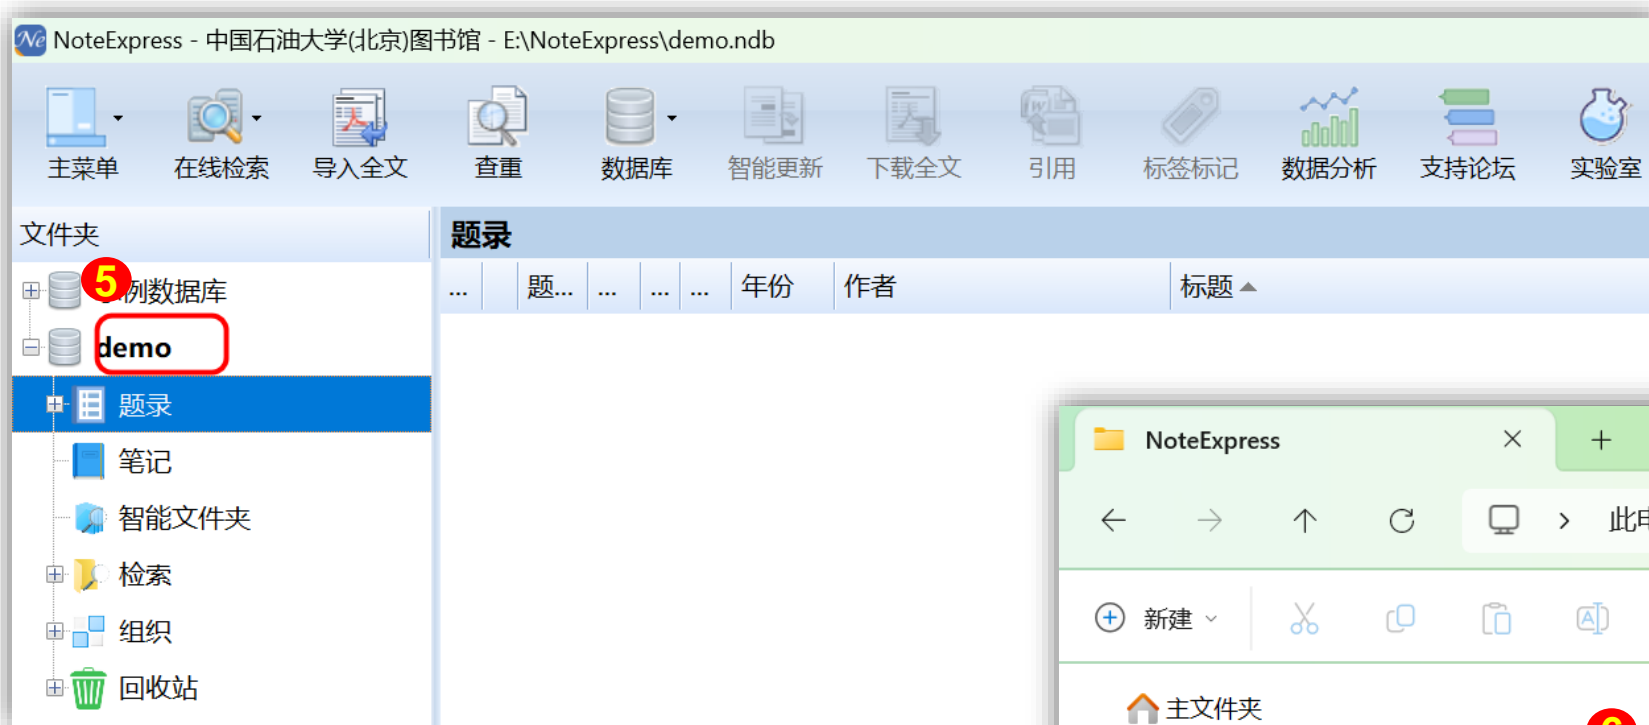 Ne NoteExpress - 中国石油大学(北京)图书馆 - E:\NoteExpress\demo.ndb
主菜单 在线检索 导入全文 查重 数据库 智能更新 下载全文 引用 标签标记 数据分析 支持论坛 实验室
文件夹
题录
5
例数据库
... 题... ... ... ... 年份 作者 标题
demo
题录
笔记
智能文件夹
检索
组织
回收站
NoteExpress
此电
新建
主文件夹